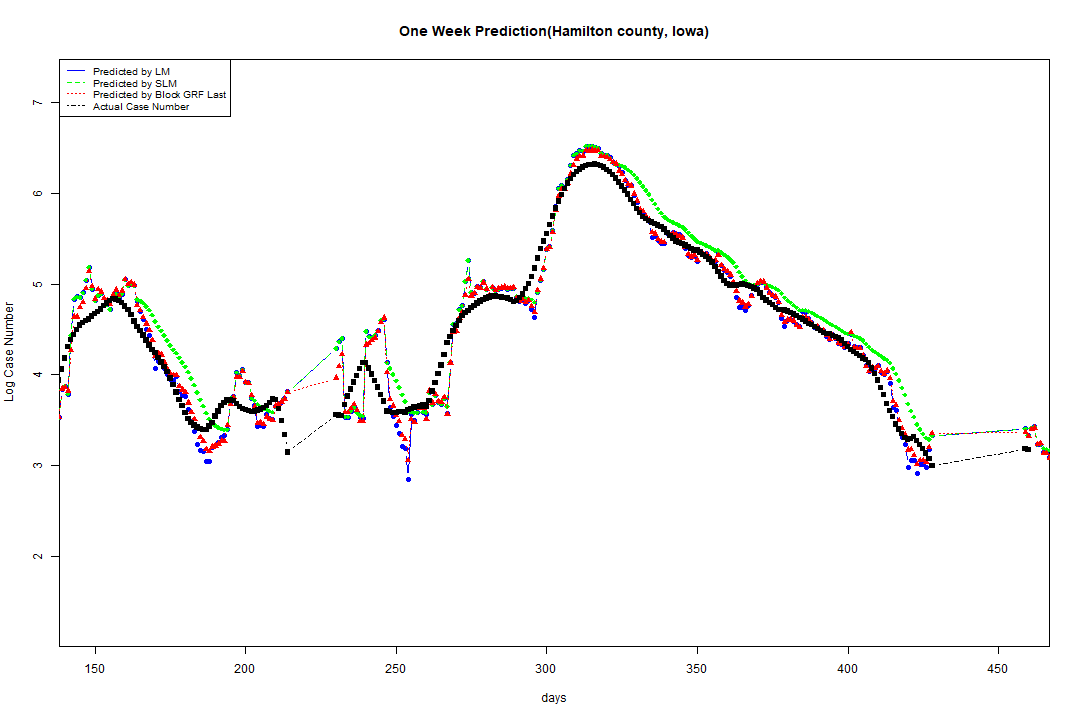 One Week Prediction(Hamilton county, Iowa)
Predicted by LM
Predicted by SLM
Predicted by Block GRF Last
Actual Case Number
Log Case Number
7
6
5
4
3
2
150 200 250 300 350 400 450
days